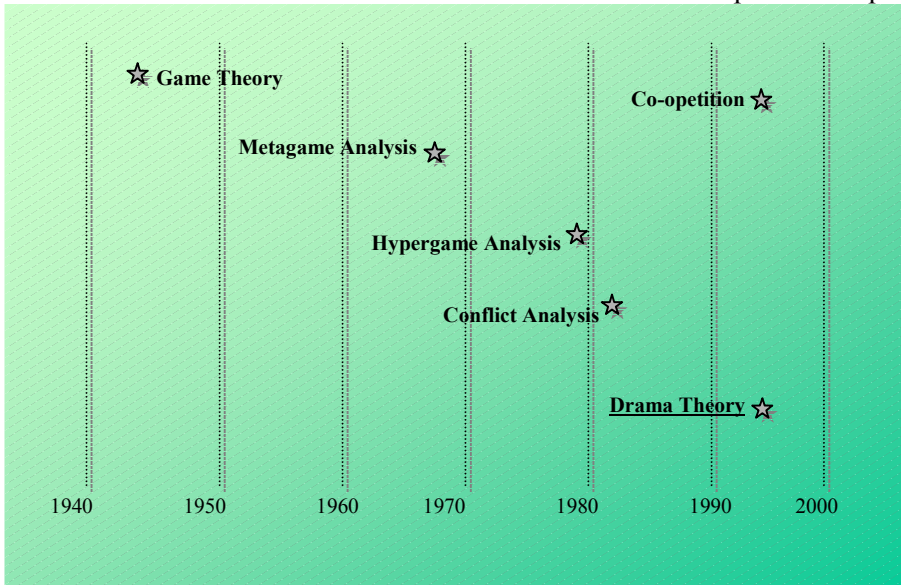 Game Theory
Co-opetition
Metagame Analysis
Hypergame Analysis
Conflict Analysis
Drama Theory
1940 1950 1960 1970 1980 1990 2000